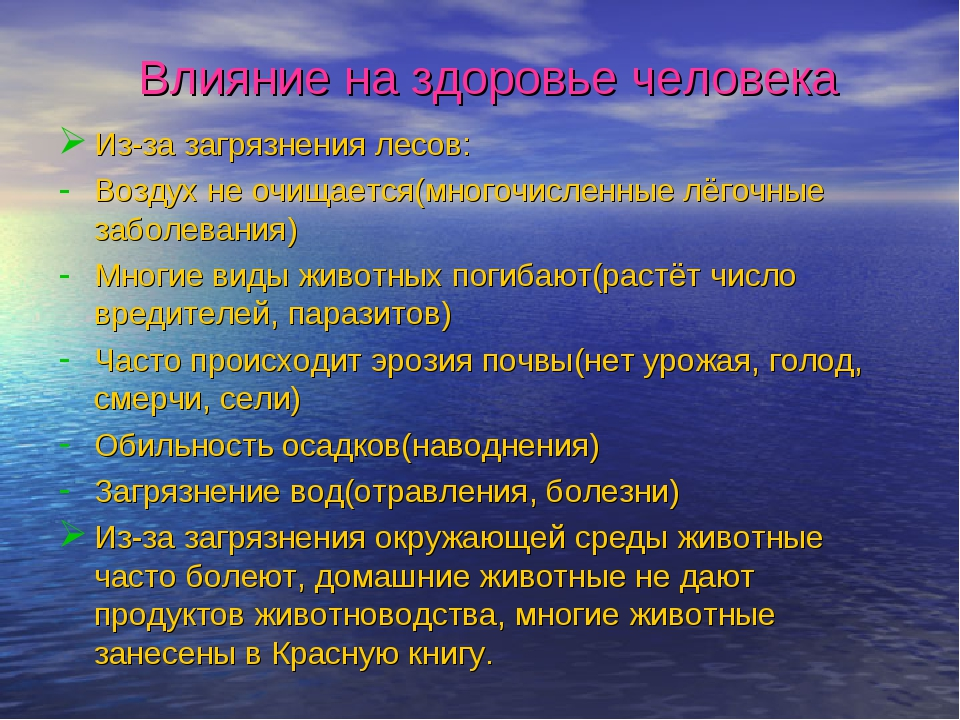 Влияние на здоровье человека
Из-за загрязнения лесов:
- Воздух не очищается(многочисленные лёгочные
заболевания)
- Многие виды животных погибают(растёт число
вредителей, паразитов)
- Часто происходит эрозия почвы(нет урожая, голод,
смерчи, сели)
- Обильность осадков(наводнения)
- Загрязнение вод(отравления, болезни)
Из-за загрязнения окружающей среды животные
часто болеют, домашние животные не дают
продуктов животноводства, многие животные
занесены в Красную книгу.